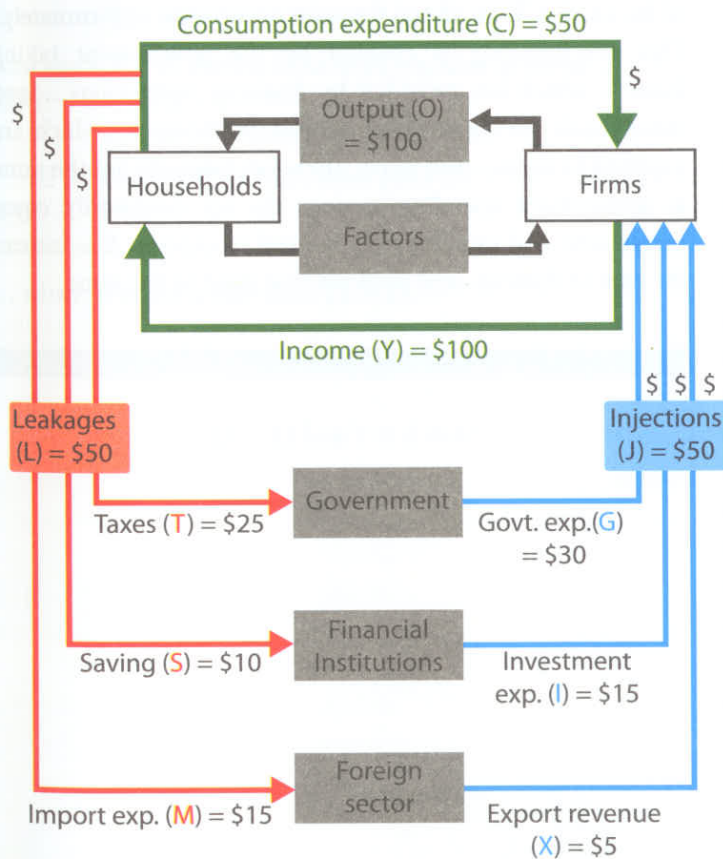 Consumption expenditure (C) = $50
$
$
$
$
Output (O)
= $100
Households
Firms
Factors
Income (Y) = $100
$ $ $
Leakages
(L) = $50
Injections
(J) = $50
Government
Taxes (T) = $25
Govt. exp.(G)
= $30
Financial
Institutions
Saving (S) = $10
Investment
exp. (I) = $15
Foreign
sector
Import exp. (M) = $15
Export revenue
(X) = $5